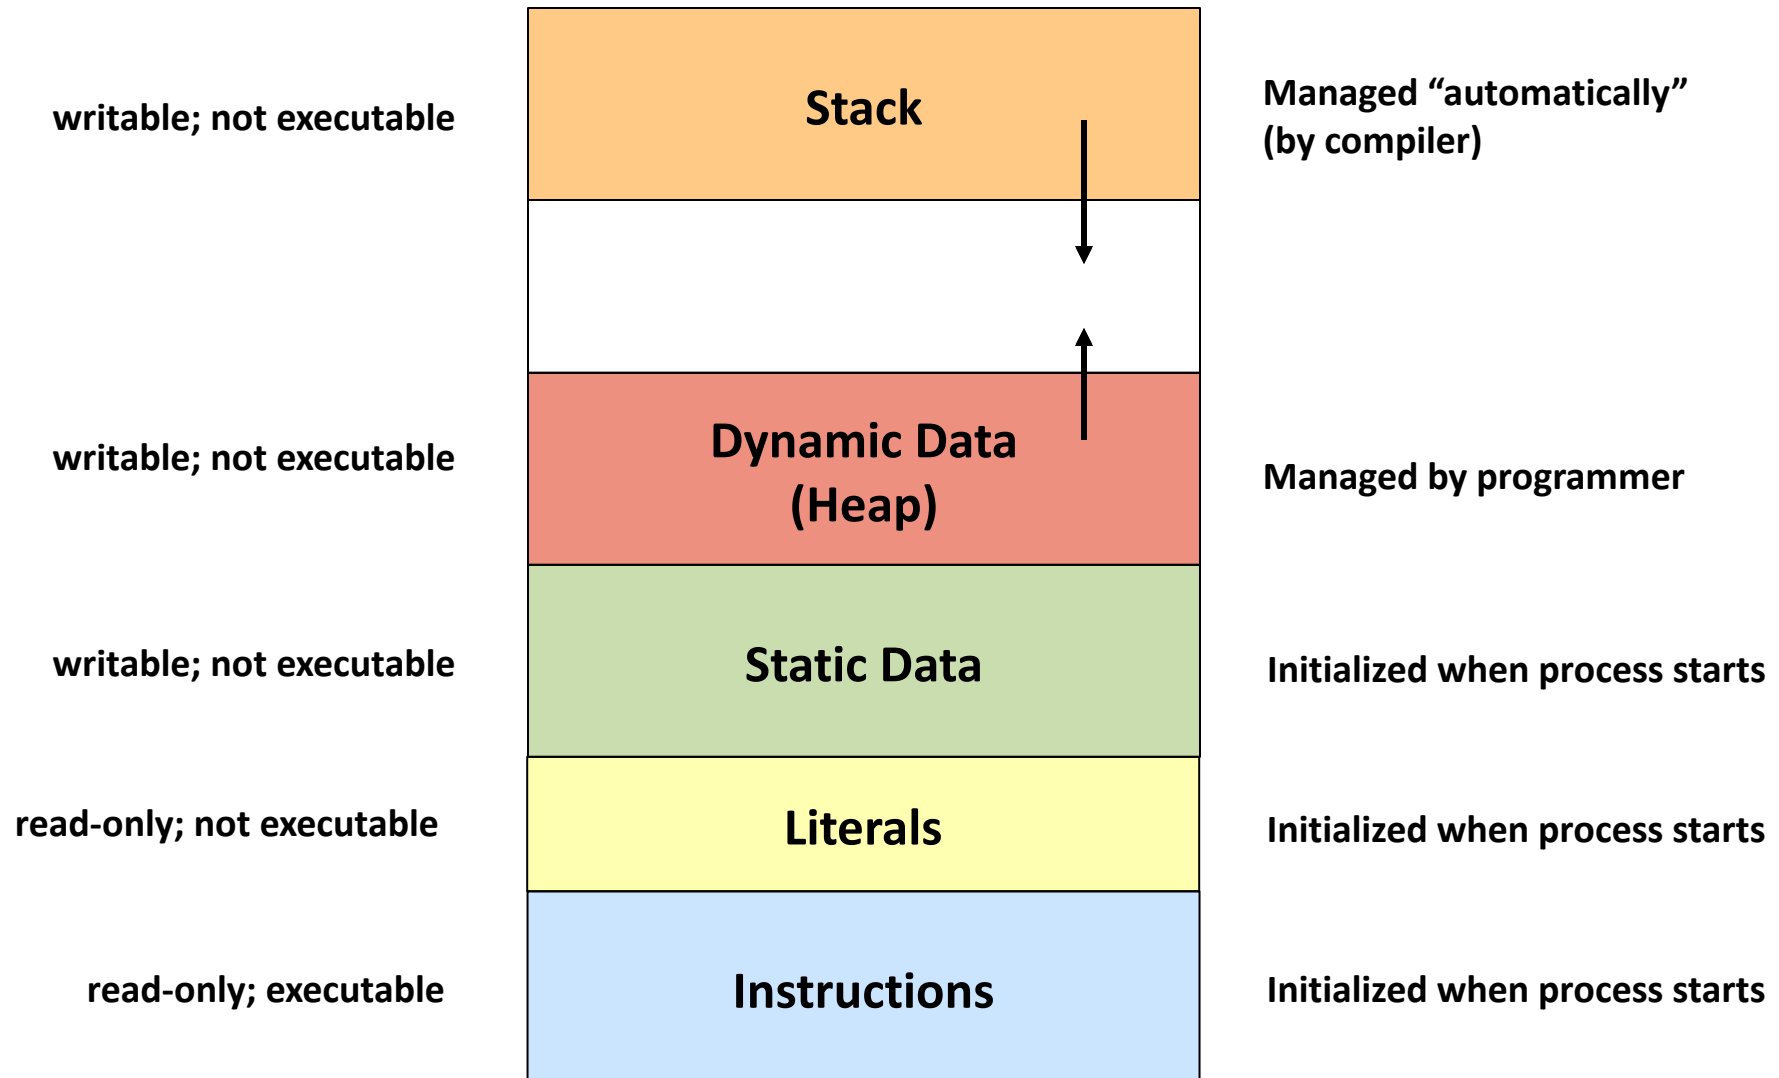 writable; not executable
Stack
Managed “automatically”
(by compiler)
writable; not executable
Dynamic Data
(Heap)
Managed by programmer
writable; not executable
Static Data
Initialized when process starts
read-only; not executable
Literals
Initialized when process starts
read-only; executable
Instructions
Initialized when process starts